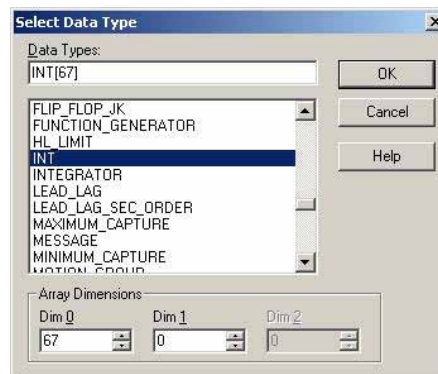 Select Data Type
Data Types:
INT[67]
OK
FLIP_FLOP_JK
Cancel
FUNCTION_GENERATOR
HL_LIMIT
INT
Help
INTEGRATOR
LEAD_LAG
LEAD_LAG_SEC_ORDER
MAXIMUM_CAPTURE
MESSAGE
MINIMUM_CAPTURE
MOTION_GROUP
Array Dimensions
Dim 0 Dim 1 Dim 2
67 0 0